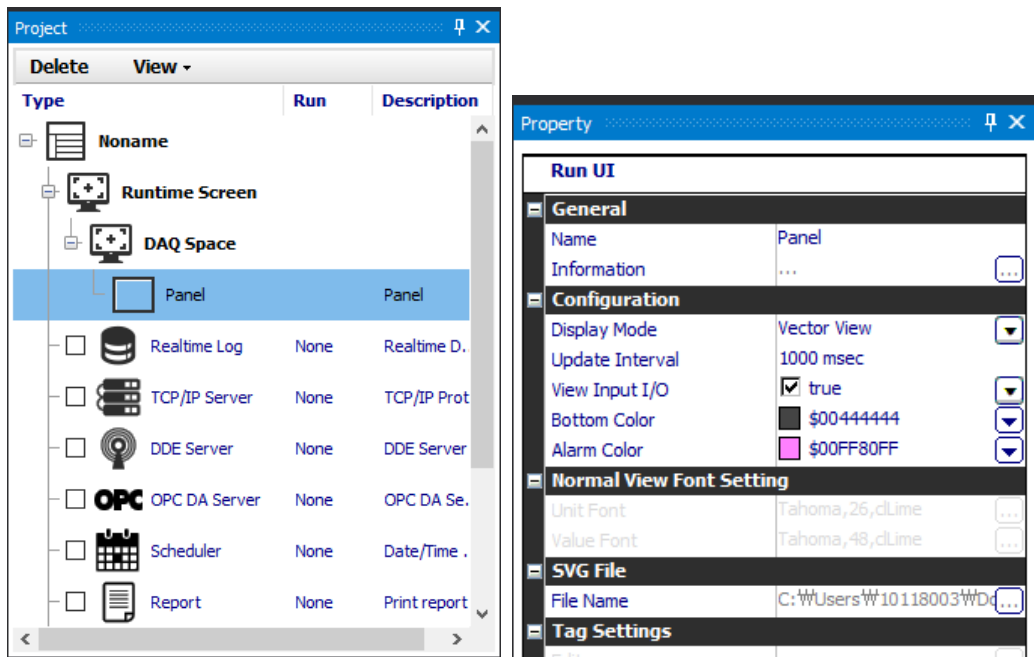 Project
Delete View
Type Run Description
Noname
Runtime Screen
DAQ Space
Panel Panel
Realtime Log None Realtime D.
TCP/IP Server None TCP/IP Prot
DDE Server None DDE Server
OPC OPC DA Server None OPC DA Se.
Scheduler None Date/Time .
Report None Print report
Property
Run UI
General
Name Panel
Information ...
Configuration
Display Mode Vector View
Update Interval 1000 msec
View Input I/O true
Bottom Color $00444444
Alarm Color $00FF80FF
Normal View Font Setting
Unit Font Tahoma,26,clLime ...
Value Font Tahoma,48,clLime ...
SVG File
File Name C:₩Users₩10118003₩Do ...
Tag Settings